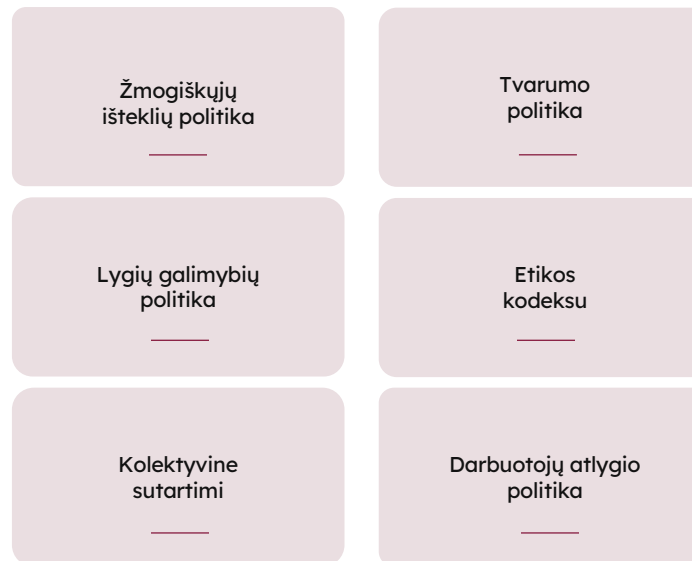 Žmogiškųjų
išteklių politika
Tvarumo
politika
Lygių galimybių
politika
Etikos
kodeksu
Kolektyvine
sutartimi
Darbuotojų atlygio
politika